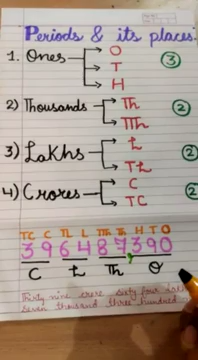 Periods & its places:
1. Ones
O
T
H
3
2) Thousands
Th
TTh
2
3) Lakhs
L
TL
2
4) Crores
C
TC
2
TC C TL L TTh Th H T O
3 9 6 4 8 7 3 9 0
C L Th O
Thirty nine crore sixty four
seven thousand three hundred